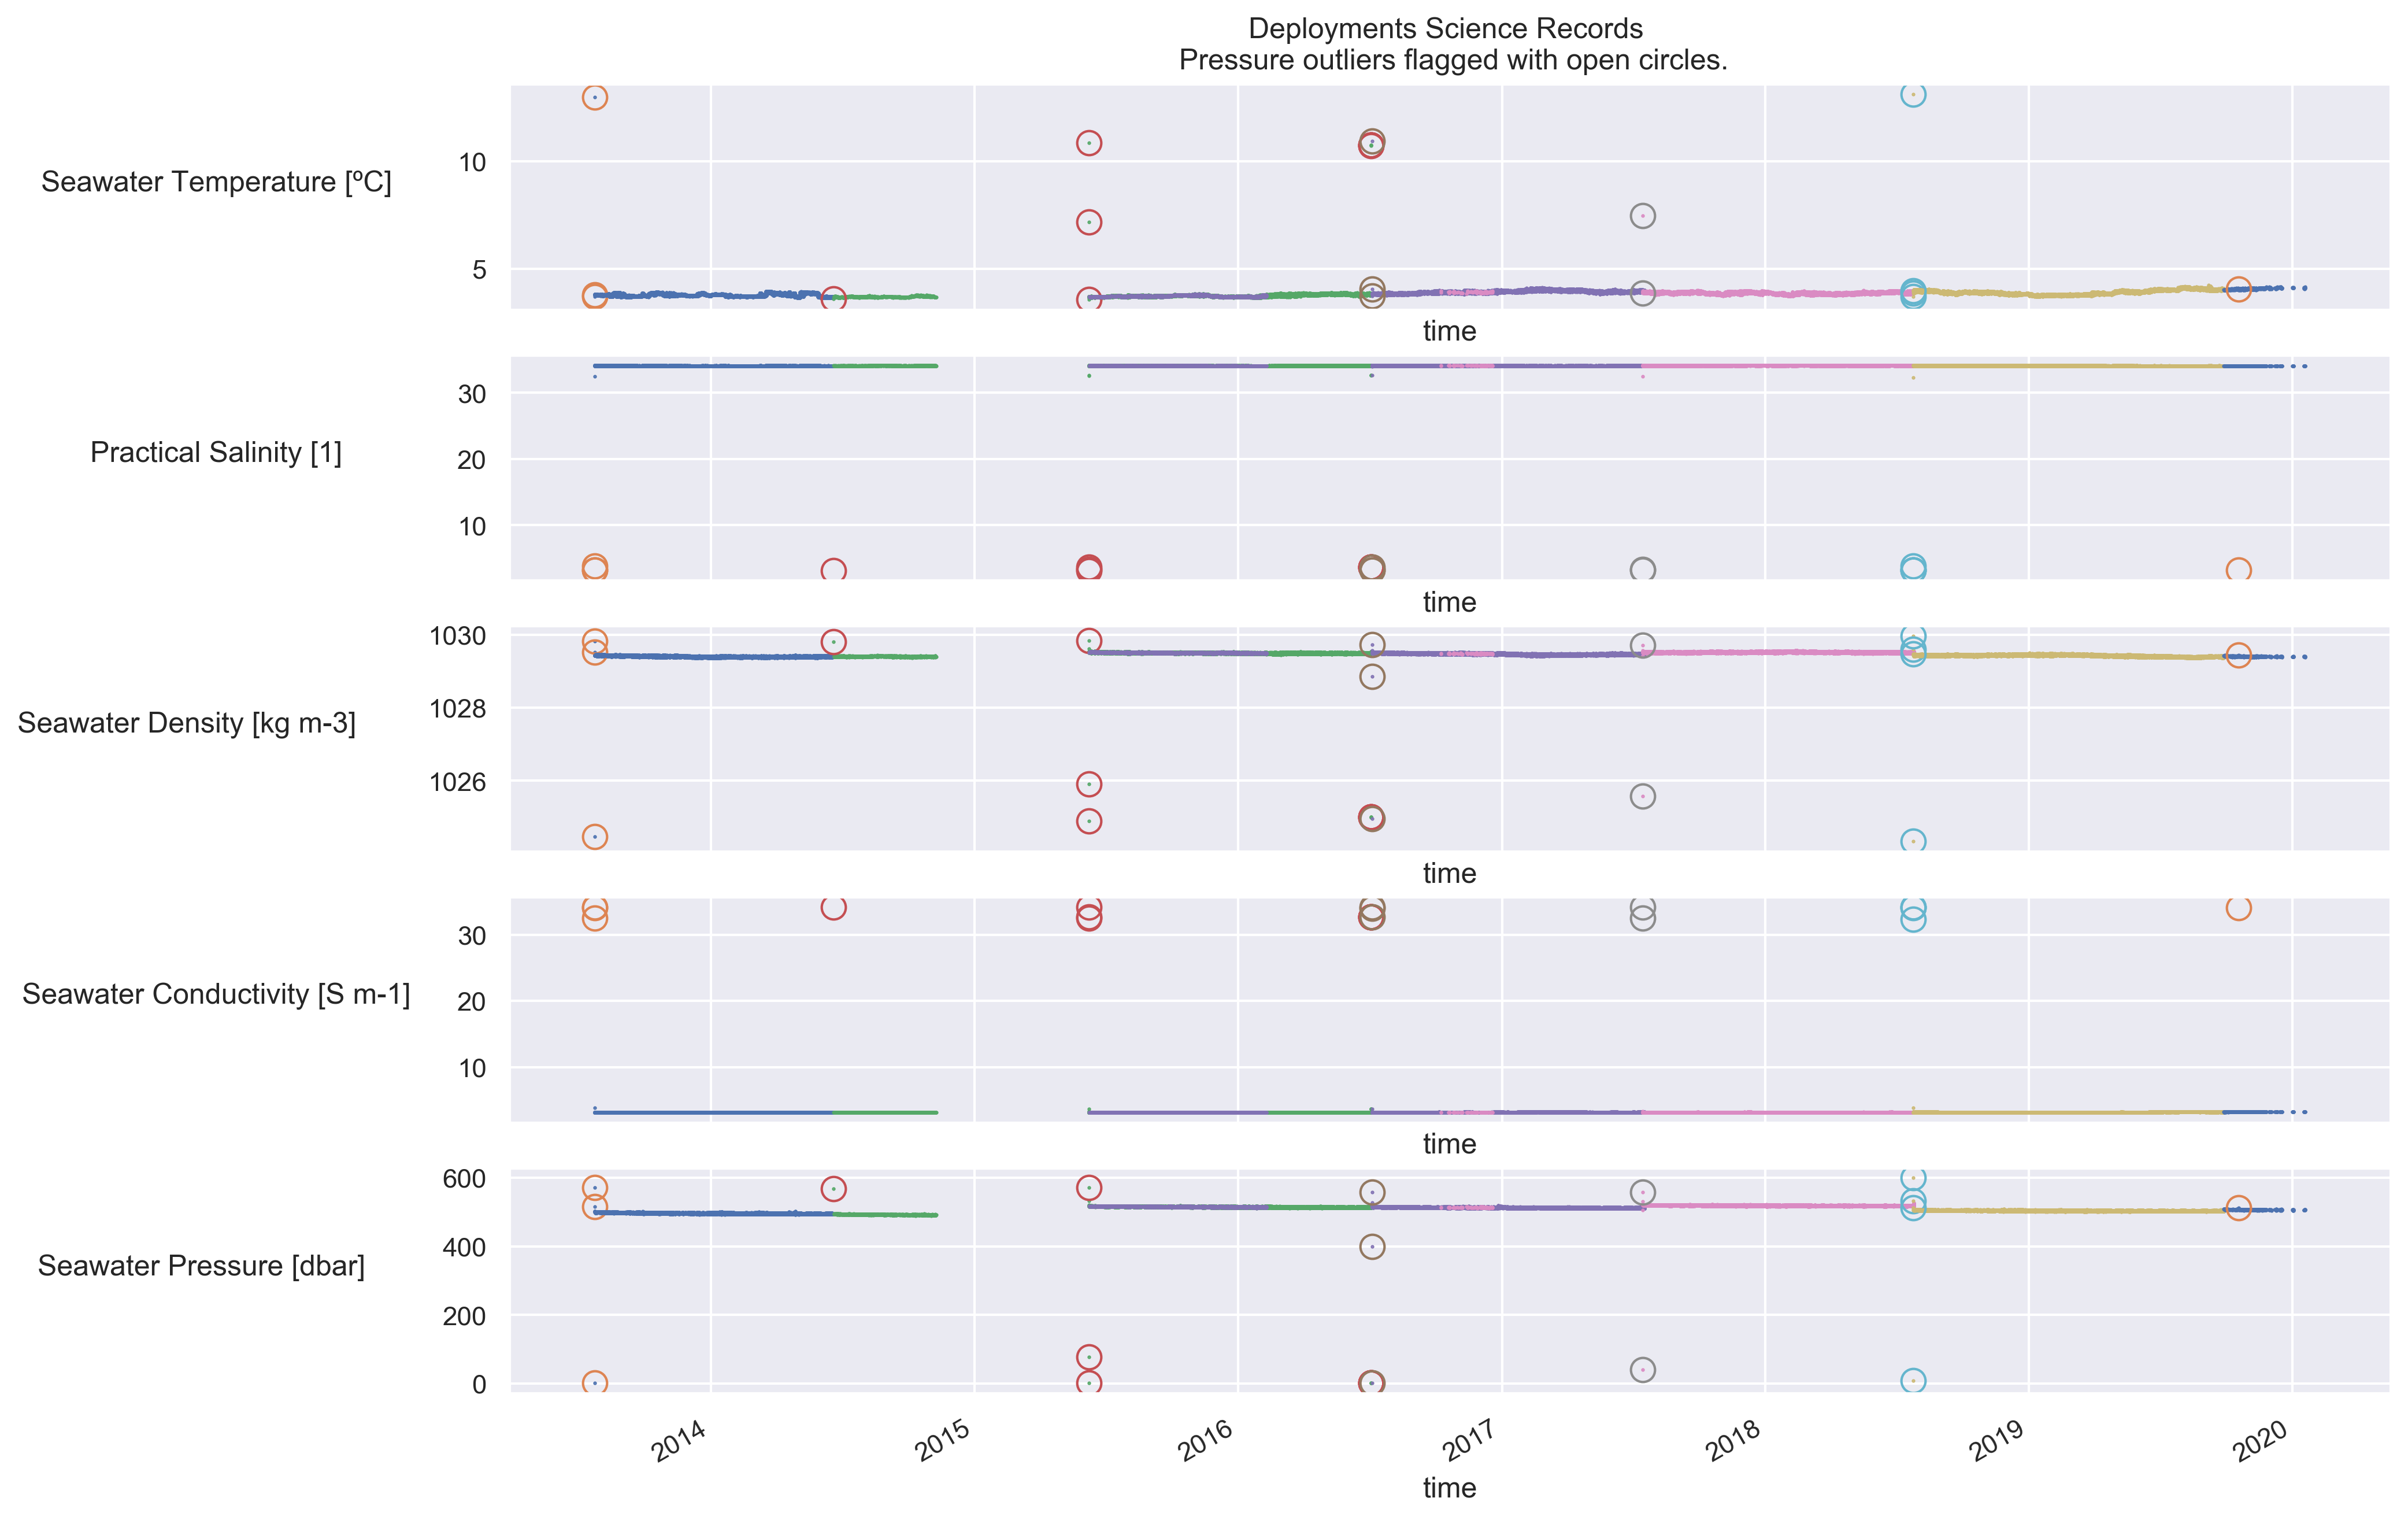 Deployments Science Records
Pressure outliers flagged with open circles.
Seawater Temperature [ºC]
10
5
time
Practical Salinity [1]
30
20
10
time
Seawater Density [kg m-3]
1030
1028
1026
time
Seawater Conductivity [S m-1]
30
20
10
time
Seawater Pressure [dbar]
600
400
200
0
2014
2015
2016
2017
2018
2019
2020
time